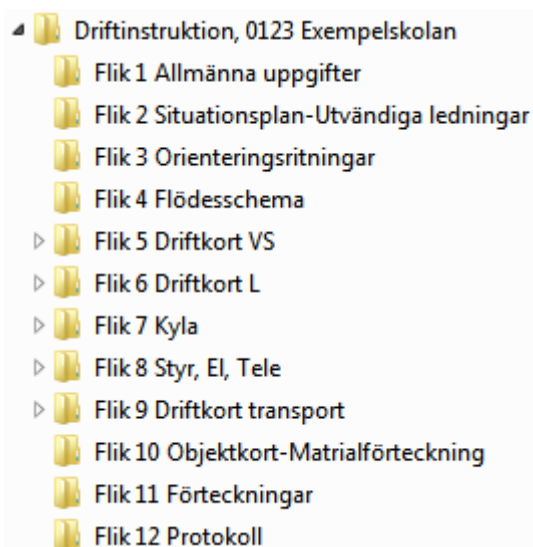 Driftinstruktion, 0123 Exempelskolan
Flik 1 Allmänna uppgifter
Flik 2 Situationsplan-Utvändiga ledningar
Flik 3 Orienteringsritningar
Flik 4 Flödesschema
Flik 5 Driftkort VS
Flik 6 Driftkort L
Flik 7 Kyla
Flik 8 Styr, El, Tele
Flik 9 Driftkort transport
Flik 10 Objektkort-Matrialförteckning
Flik 11 Förteckningar
Flik 12 Protokoll